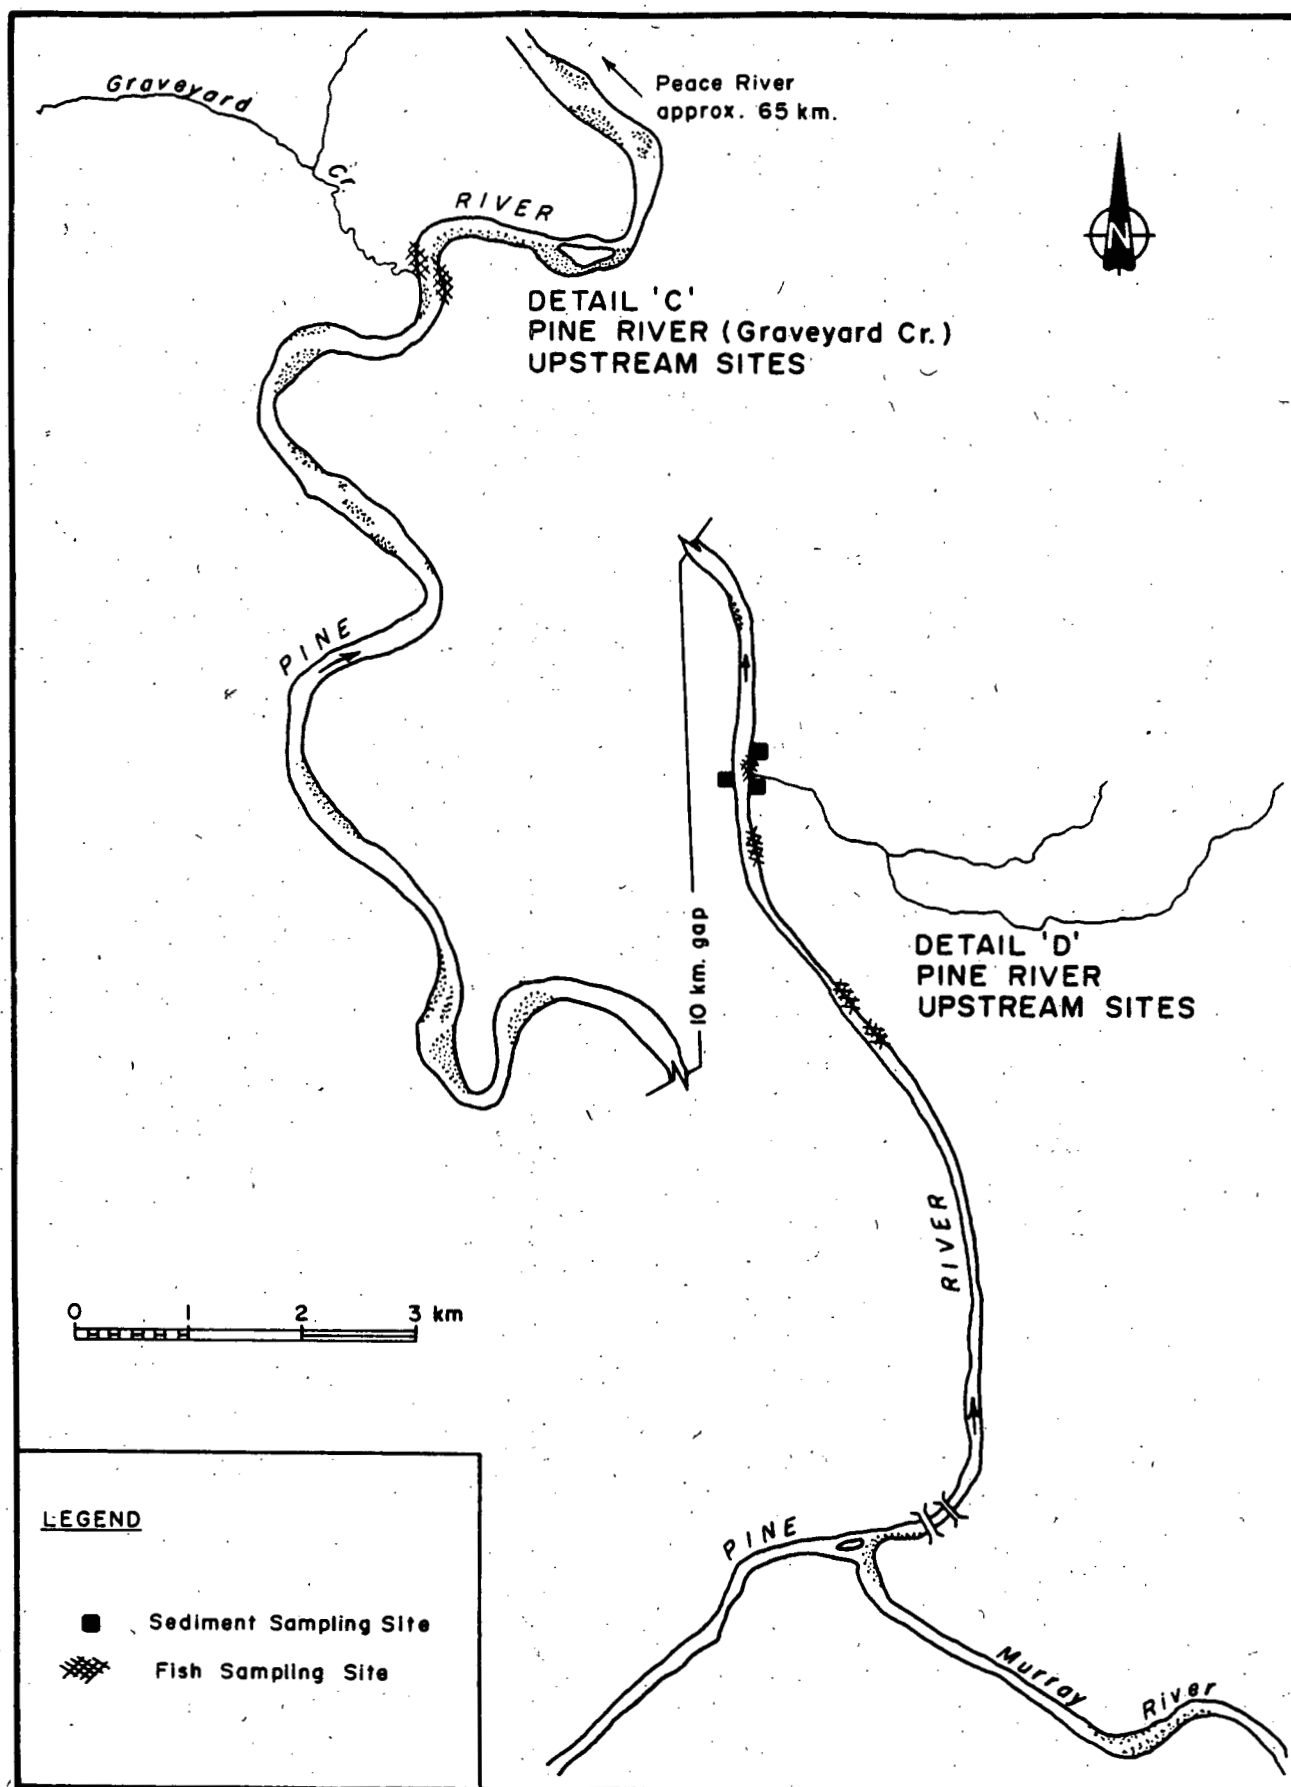 Graveyard
Cr.
Peace River
approx. 65 km.
RIVER
N
DETAIL 'C'
PINE RIVER (Graveyard Cr.)
UPSTREAM SITES
PINE
10 km. gap
DETAIL 'D'
PINE RIVER
UPSTREAM SITES
RIVER
0 1 2 3 km
LEGEND
PINE
Sediment Sampling Site
Fish Sampling Site
Murray River